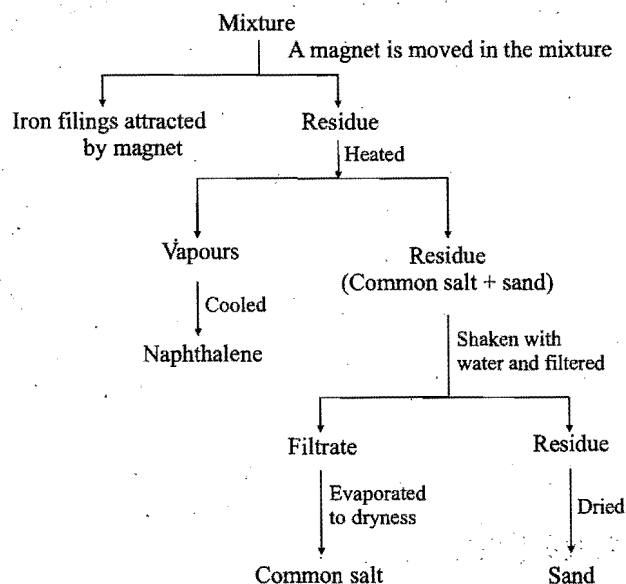 Mixture
A magnet is moved in the mixture
Iron filings attracted
by magnet
Residue
Heated
Vapours
Residue
(Common salt + sand)
Cooled
Naphthalene
Shaken with
water and filtered
Filtrate
Residue
Evaporated
to dryness
Dried
Common salt
Sand